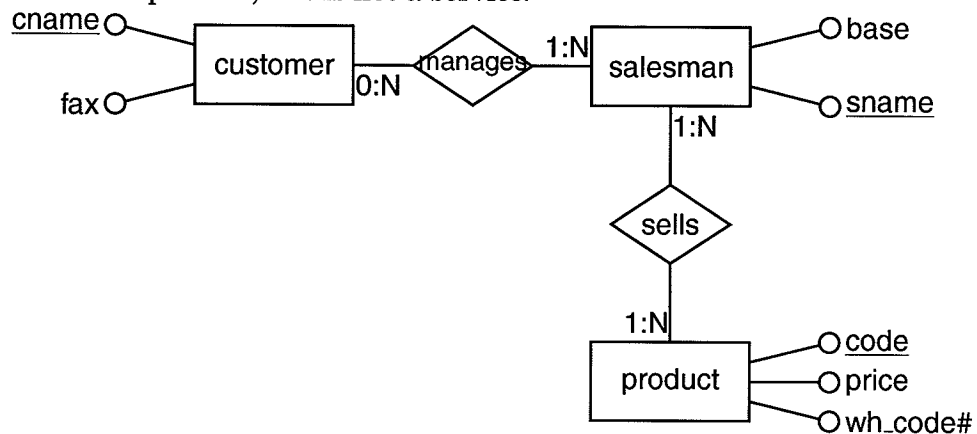 cname
customer
fax
0:N
manages
1:N
salesman
base
sname
1:N
sells
1:N
product
code
price
wh_code#